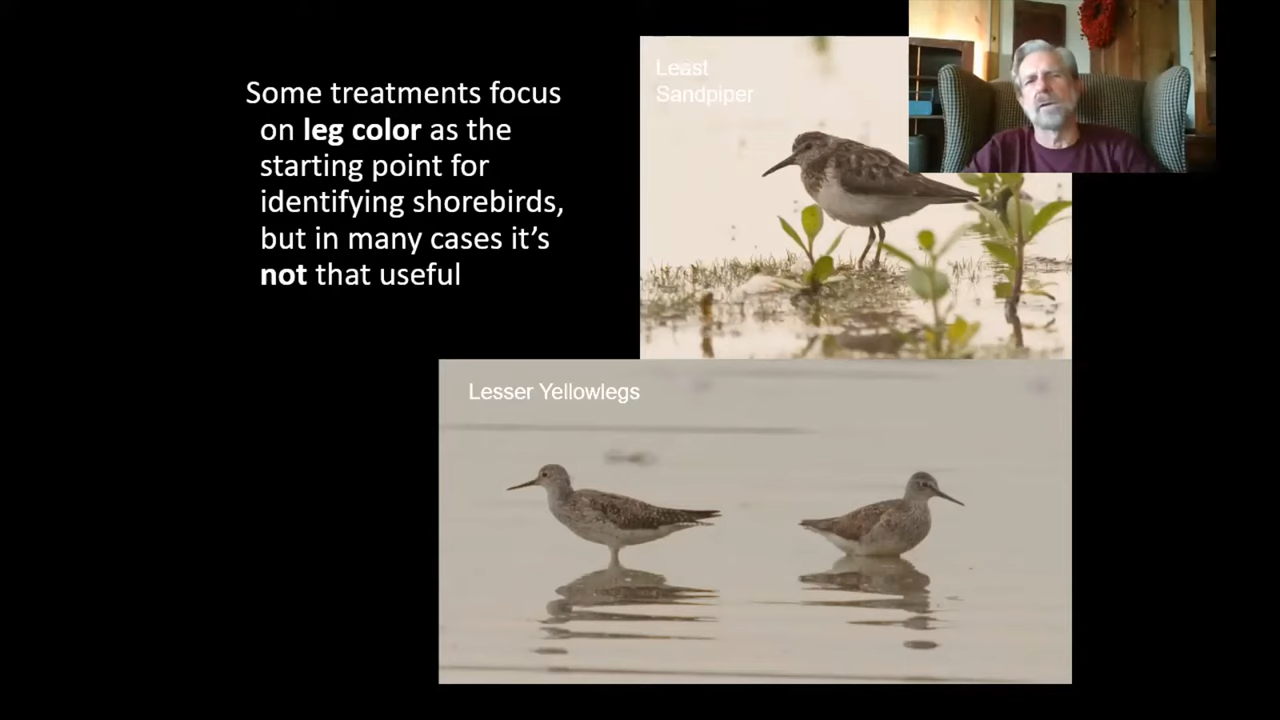 Some treatments focus
on leg color as the
starting point for
identifying shorebirds,
but in many cases it’s
not that useful
Least
Sandpiper
Lesser Yellowlegs